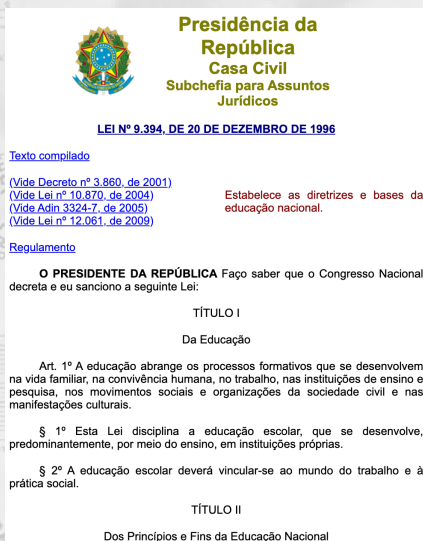 Presidência da
República
Casa Civil
Subchefia para Assuntos
Jurídicos
LEI Nº 9.394, DE 20 DE DEZEMBRO DE 1996
Texto compilado
(Vide Decreto nº 3.860, de 2001)
(Vide Lei nº 10.870, de 2004)
(Vide Adin 3324-7, de 2005)
(Vide Lei nº 12.061, de 2009)
Estabelece as diretrizes e bases da
educação nacional.
Regulamento
O PRESIDENTE DA REPÚBLICA Faço saber que o Congresso Nacional
decreta e eu sanciono a seguinte Lei:
TÍTULO I
Da Educação
Art. 1º A educação abrange os processos formativos que se desenvolvem
na vida familiar, na convivência humana, no trabalho, nas instituições de ensino e
pesquisa, nos movimentos sociais e organizações da sociedade civil e nas
manifestações culturais.
§ 1º Esta Lei disciplina a educação escolar, que se desenvolve,
predominantemente, por meio do ensino, em instituições próprias.
§ 2º A educação escolar deverá vincular-se ao mundo do trabalho e à
prática social.
TÍTULO II
Dos Princípios e Fins da Educação Nacional